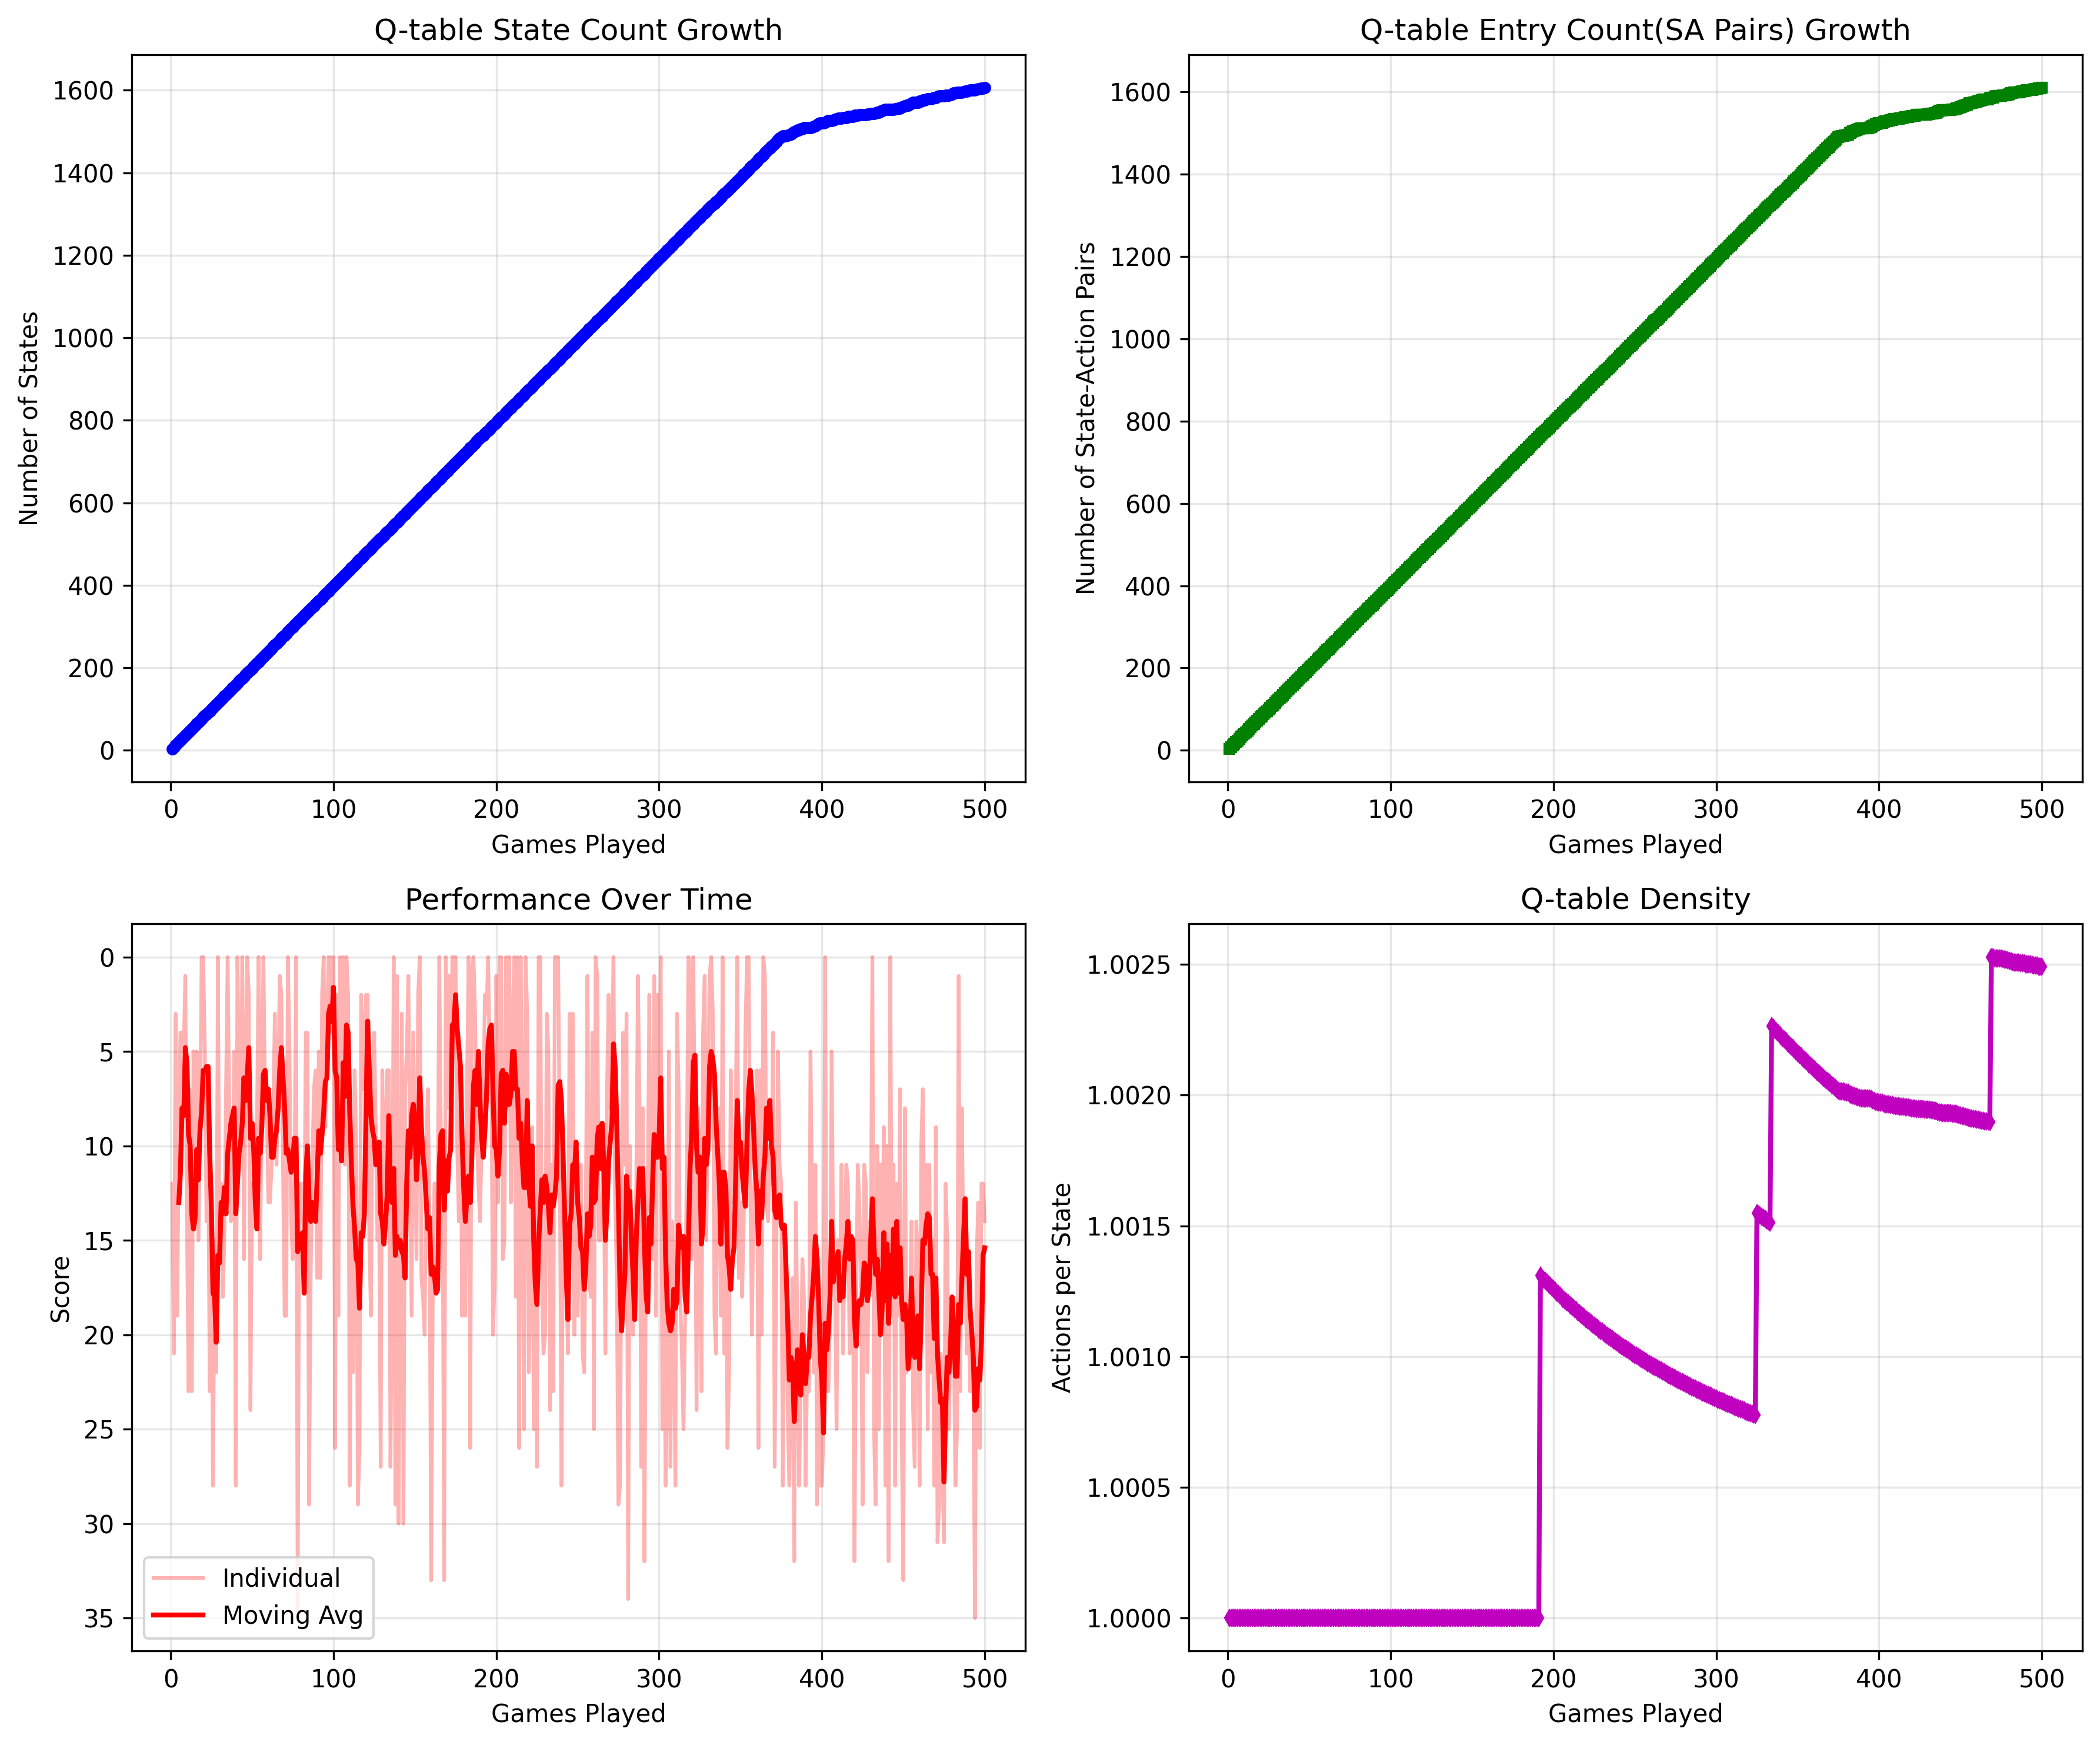 Q-table State Count Growth
Number of States
1600
1400
1200
1000
800
600
400
200
0
0 100 200 300 400 500
Games Played
Q-table Entry Count(SA Pairs) Growth
Number of State-Action Pairs
1600
1400
1200
1000
800
600
400
200
0
0 100 200 300 400 500
Games Played
Performance Over Time
Score
0
5
10
15
20
25
30
35
Individual
Moving Avg
0 100 200 300 400 500
Games Played
Q-table Density
Actions per State
1.0025
1.0020
1.0015
1.0010
1.0005
1.0000
0 100 200 300 400 500
Games Played